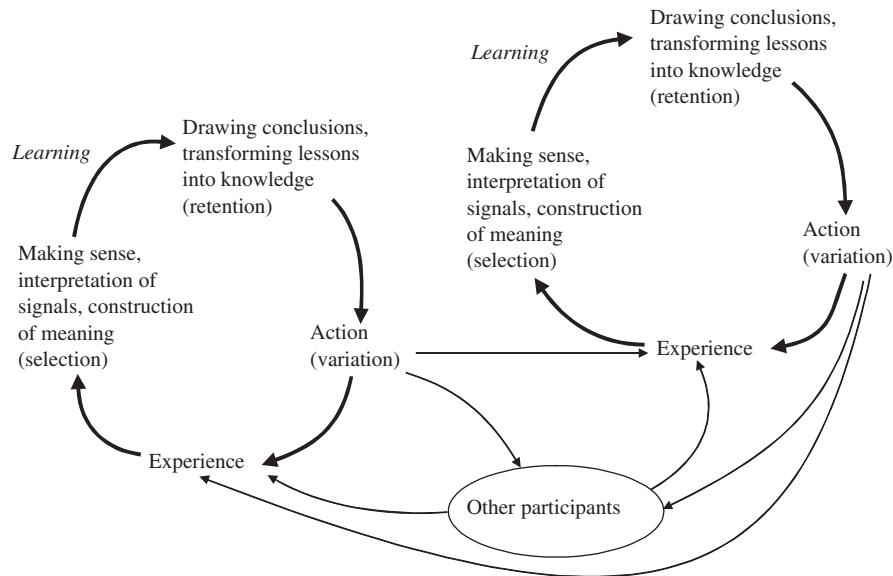 Learning
Drawing conclusions,
transforming lessons
into knowledge
(retention)
Making sense,
interpretation of
signals, construction
of meaning
(selection)
Action
(variation)
Experience
Learning
Drawing conclusions,
transforming lessons
into knowledge
(retention)
Making sense,
interpretation of
signals, construction
of meaning
(selection)
Action
(variation)
Experience
Other participants